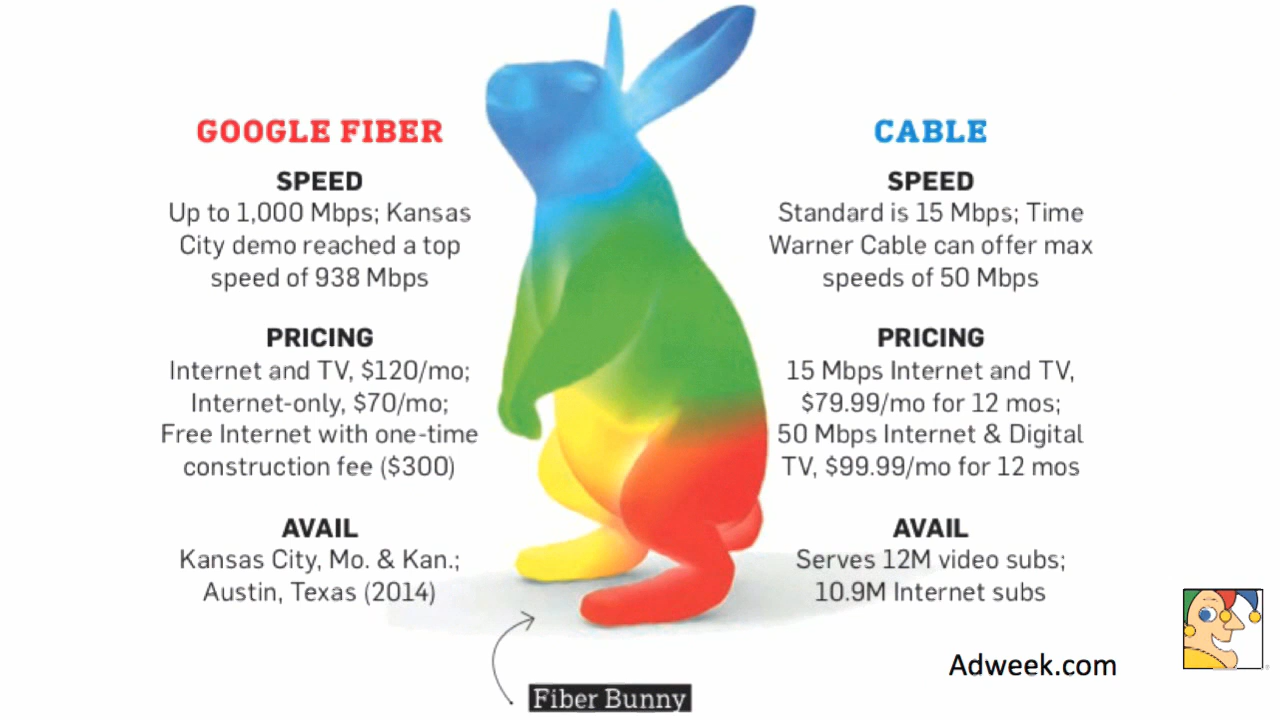 GOOGLE FIBER
SPEED
Up to 1,000 Mbps; Kansas
City demo reached a top
speed of 938 Mbps
PRICING
Internet and TV, $120/mo;
Internet-only, $70/mo;
Free Internet with one-time
construction fee ($300)
AVAIL
Kansas City, Mo. & Kan.;
Austin, Texas (2014)
CABLE
SPEED
Standard is 15 Mbps; Time
Warner Cable can offer max
speeds of 50 Mbps
PRICING
15 Mbps Internet and TV,
$79.99/mo for 12 mos;
50 Mbps Internet & Digital
TV, $99.99/mo for 12 mos
AVAIL
Serves 12M video subs;
10.9M Internet subs
Fiber Bunny
Adweek.com